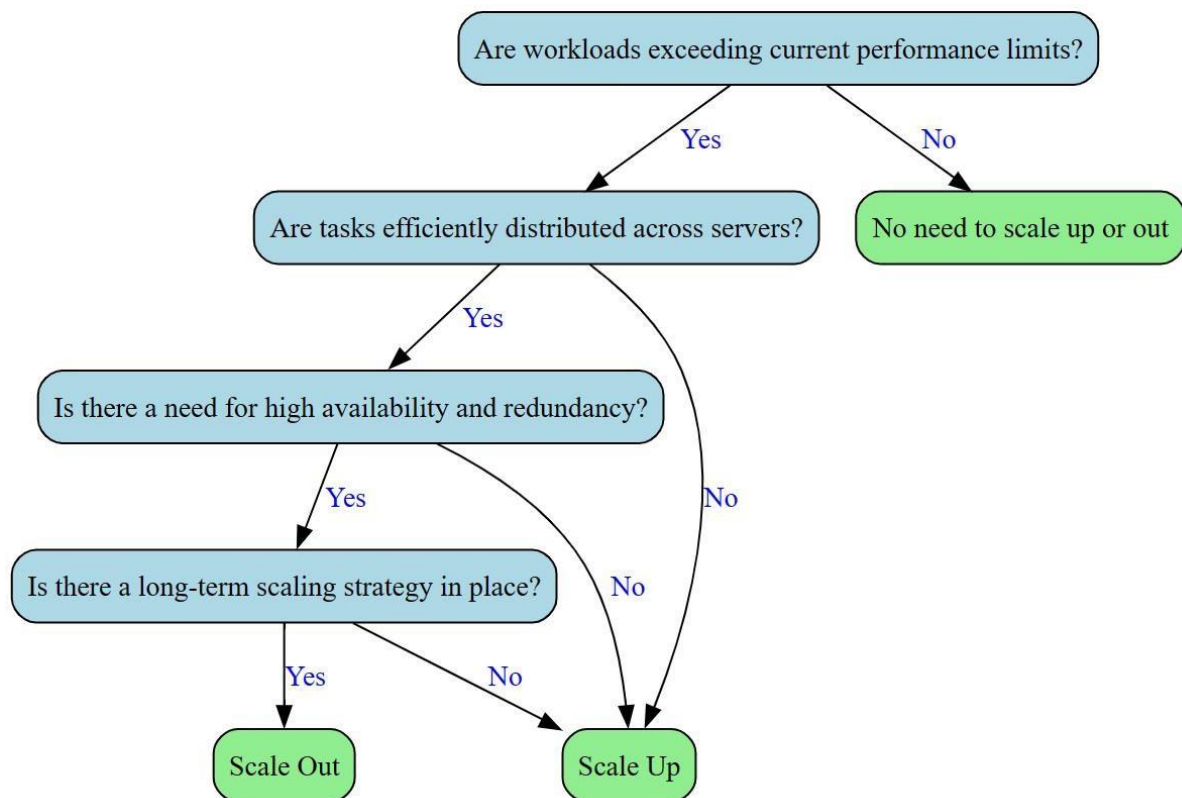 Are workloads exceeding current performance limits?
Yes
No
Are tasks efficiently distributed across servers?
No need to scale up or out
Yes
Is there a need for high availability and redundancy?
Yes
No
Is there a long-term scaling strategy in place?
No
Yes
No
Scale Out
Scale Up